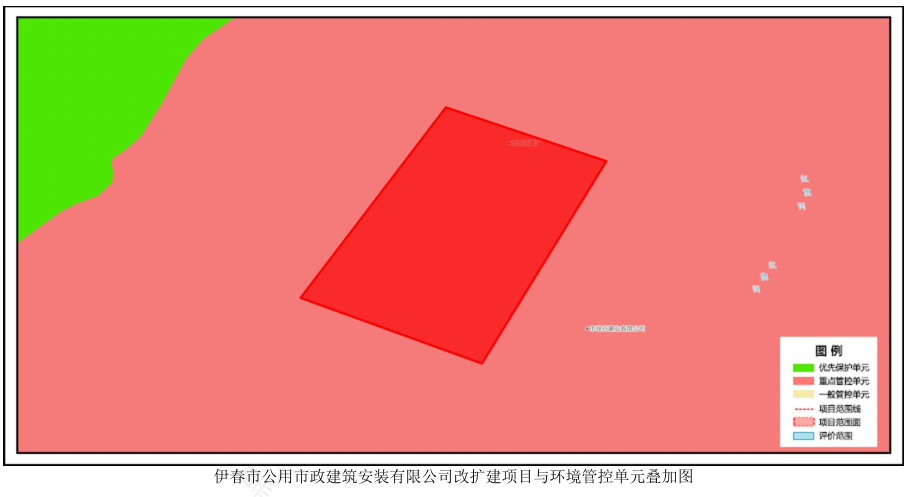 图例
优先保护单元
重点管控单元
一般管控单元
项目范围线
项目范围面
评价范围
伊春市公用市政建筑安装有限公司改扩建项目与环境管控单元叠加图